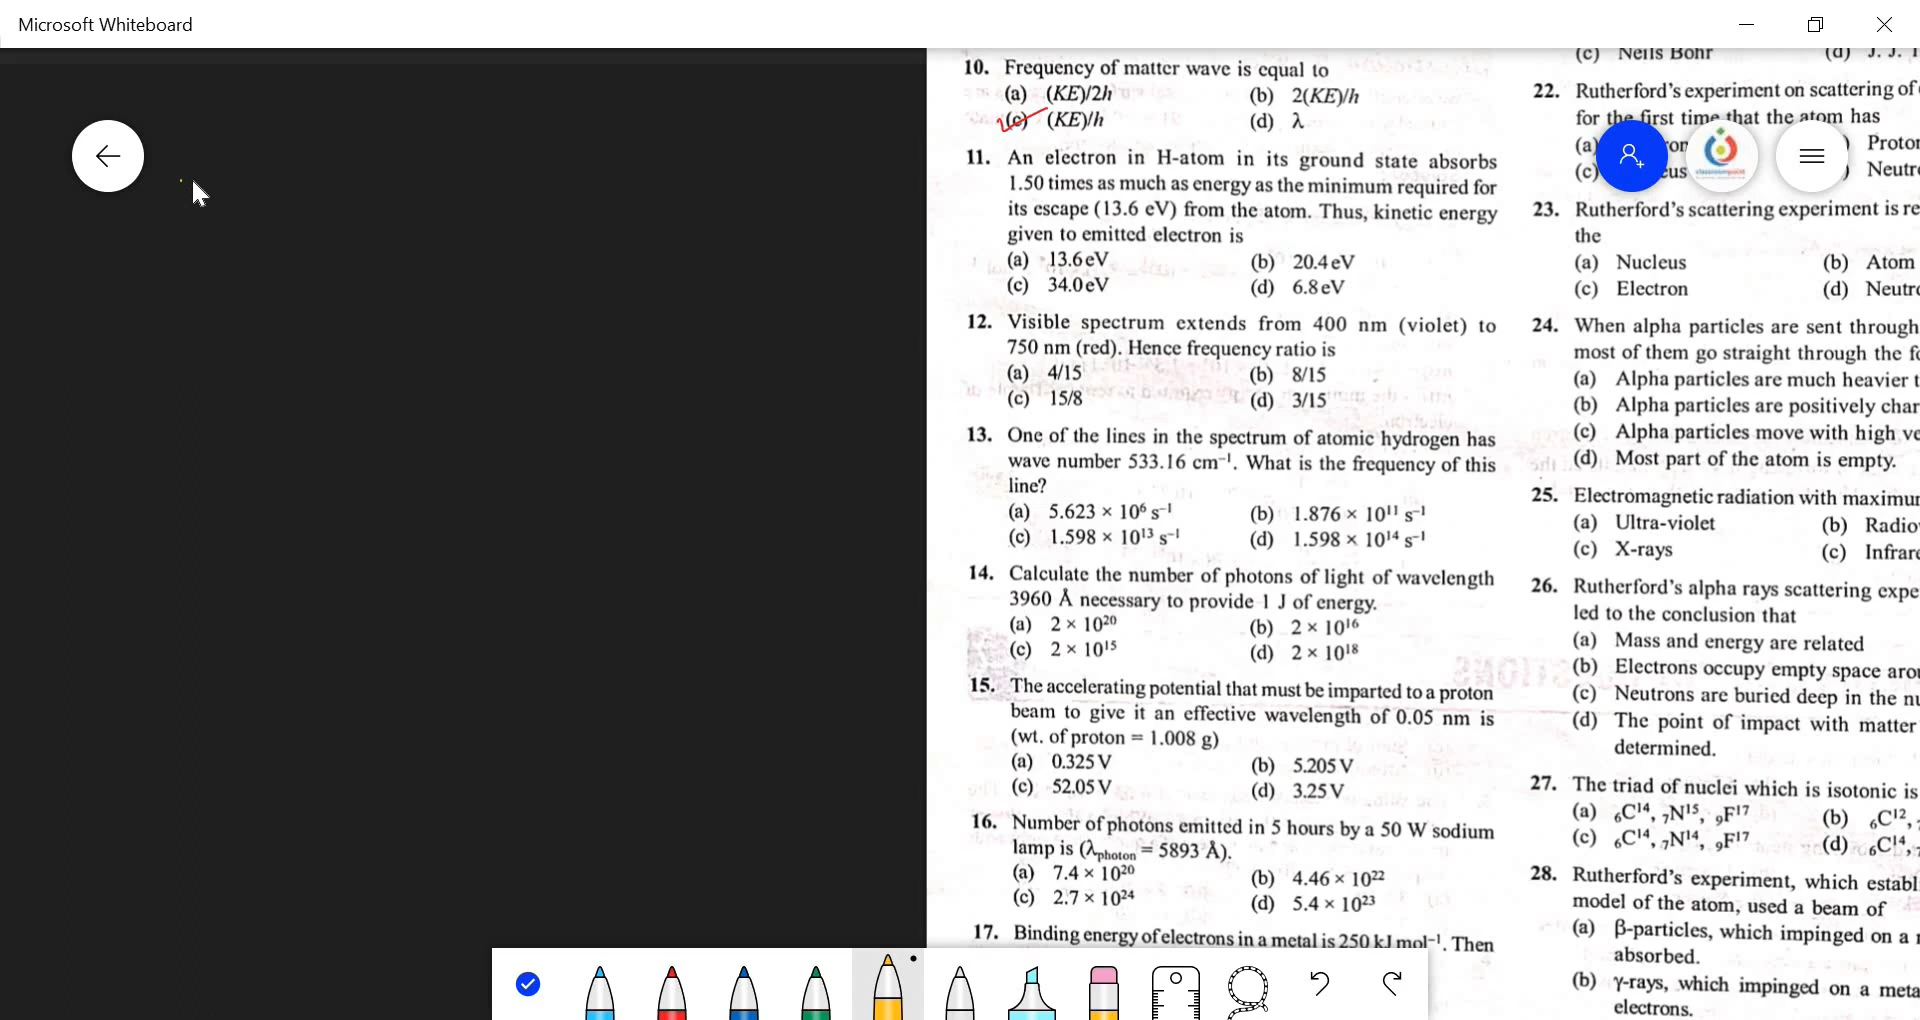 Microsoft Whiteboard
10. Frequency of matter wave is equal to
(a) (KE)/2h (b) 2(KE)/h
(c) (KE)/h (d) λ
11. An electron in H-atom in its ground state absorbs
1.50 times as much as energy as the minimum required for
its escape (13.6 eV) from the atom. Thus, kinetic energy
given to emitted electron is
(a) 13.6 eV (b) 20.4 eV
(c) 34.0 eV (d) 6.8 eV
12. Visible spectrum extends from 400 nm (violet) to
750 nm (red). Hence frequency ratio is
(a) 4/15 (b) 8/15
(c) 15/8 (d) 3/15
13. One of the lines in the spectrum of atomic hydrogen has
wave number 533.16 cm⁻¹. What is the frequency of this
line?
(a) 5.623 × 10⁶ s⁻¹ (b) 1.876 × 10¹¹ s⁻¹
(c) 1.598 × 10¹³ s⁻¹ (d) 1.598 × 10¹⁴ s⁻¹
14. Calculate the number of photons of light of wavelength
3960 Å necessary to provide 1 J of energy.
(a) 2 × 10²⁰ (b) 2 × 10¹⁶
(c) 2 × 10¹⁵ (d) 2 × 10¹⁸
15. The accelerating potential that must be imparted to a proton
beam to give it an effective wavelength of 0.05 nm is
(wt. of proton = 1.008 g)
(a) 0.325 V (b) 5.205 V
(c) 52.05 V (d) 3.25 V
16. Number of photons emitted in 5 hours by a 50 W sodium
lamp is (λphoton = 5893 Å).
(a) 7.4 × 10²⁰ (b) 4.46 × 10²²
(c) 2.7 × 10²⁴ (d) 5.4 × 10²³
17. Binding energy of electrons in a metal is 250 kJ mol⁻¹. Then
(c) Neils Bohr (d) J. J.
22. Rutherford's experiment on scattering of
for the first time that the atom has
(a)
(c)
23. Rutherford's scattering experiment is
the
(a) Nucleus (b) Atom
(c) Electron (d)
24. When alpha particles are sent through
most of them go straight through the
(a) Alpha particles are much heavier
(b) Alpha particles are positively
(c) Alpha particles move with high
(d) Most part of the atom is empty.
25. Electromagnetic radiation with
(a) Ultra-violet (b) Radio
(c) X-rays (c)
26. Rutherford's alpha rays scattering
led to the conclusion that
(a) Mass and energy are related
(b) Electrons occupy empty space
(c) Neutrons are buried deep in the
(d) The point of impact with matter
determined.
27. The triad of nuclei which is isotonic is
(a) ₆C¹⁴, ₇N¹⁵, ₉F¹⁷ (b) ₆C¹²,
(c) ₆C¹⁴, ₇N¹⁴, ₉F¹⁷ (d) ₆C¹⁴,
28. Rutherford's experiment, which
model of the atom, used a beam of
(a) β-particles, which impinged on a
absorbed.
(b) γ-rays, which impinged on a
electrons.